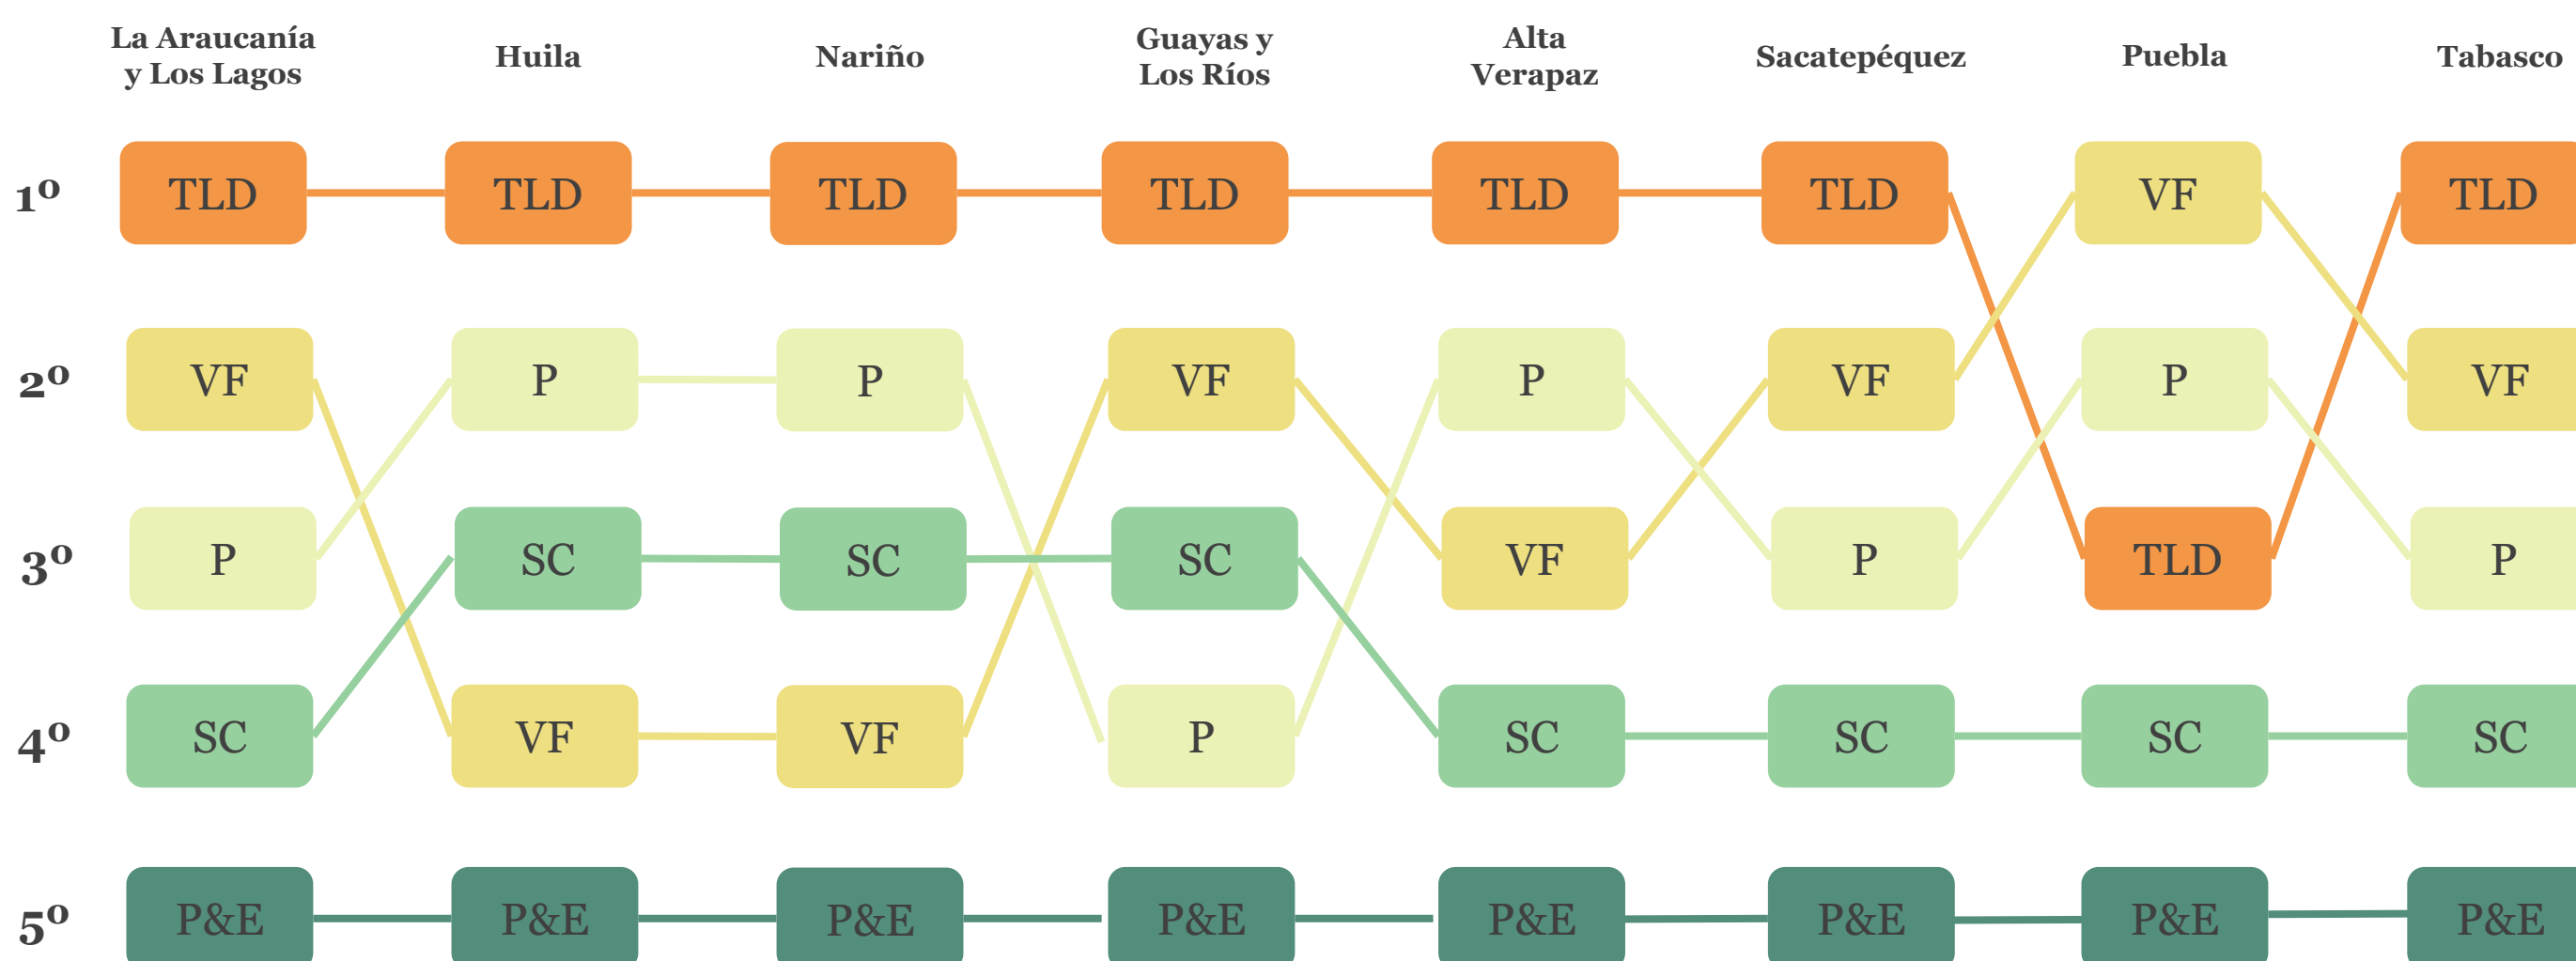 La Araucanía
y Los Lagos
Huila
Nariño
Guayas y
Los Ríos
Alta
Verapaz
Sacatepéquez
Puebla
Tabasco
1º TLD TLD TLD TLD TLD TLD VF TLD
2º VF P P VF P VF P VF
3º P SC SC SC VF P TLD P
4º SC VF VF P SC SC SC SC
5º P&E P&E P&E P&E P&E P&E P&E P&E